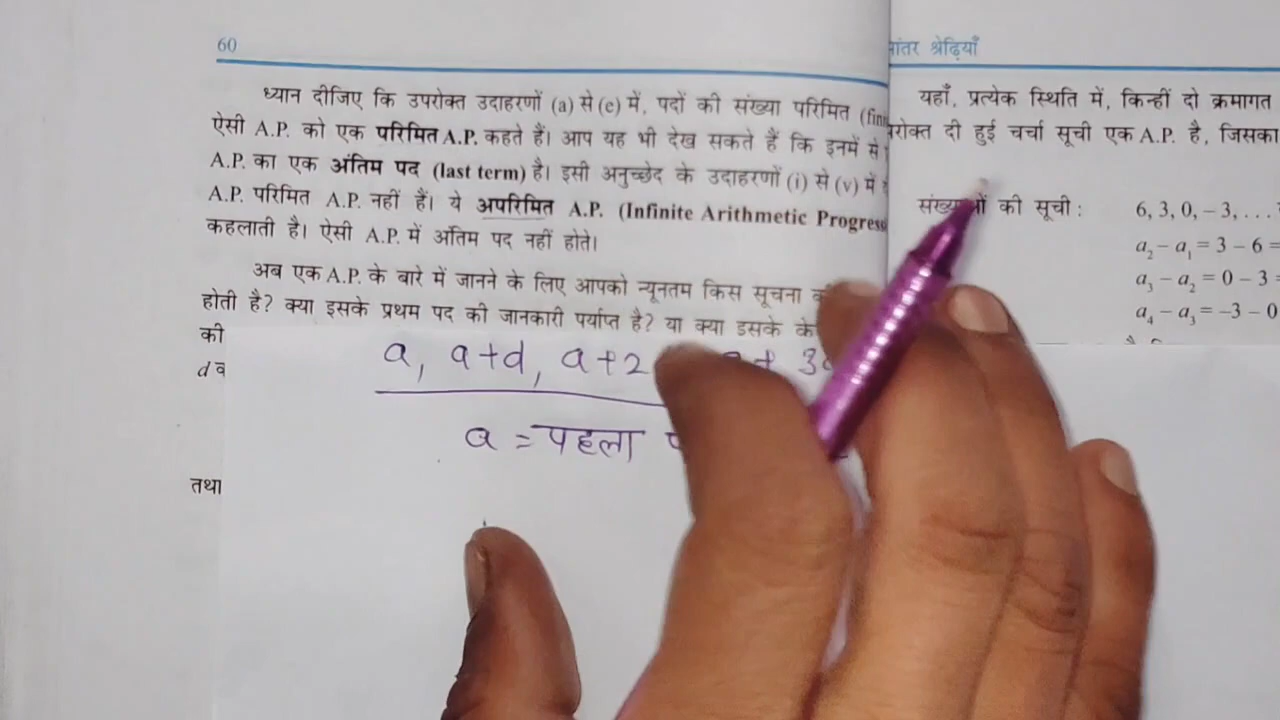 60
ध्यान दीजिए कि उपरोक्त उदाहरणों (a) से (e) में, पदों की संख्या परिमित
ऐसी A.P. को एक परिमित A.P. कहते हैं। आप यह भी देख सकते हैं कि इनमें से
A.P. का एक अंतिम पद (last term) है। इसी अनुच्छेद के उदाहरणों (i) से (v) में
A.P. परिमित A.P. नहीं हैं। ये अपरिमित A.P. (Infinite Arithmetic
कहलाती है। ऐसी A.P. में अंतिम पद नहीं होते।
अब एक A.P. के बारे में जानने के लिए आपको न्यूनतम किस सूचना
होती है? क्या इसके प्रथम पद की जानकारी पर्याप्त है? या क्या इसके
की
d
तथा
a, a+d, a+2
a = पहला
श्रेढ़ियाँ
यहाँ, प्रत्येक स्थिति में, किन्हीं दो क्रमागत
दी हुई चर्चा सूची एक A.P. है, जिसका
की सूची : 6, 3, 0, – 3, . . .
a₂ – a₁ = 3 – 6 =
a₃ – a₂ = 0 – 3
a₄ – a₃ = –3 – 0